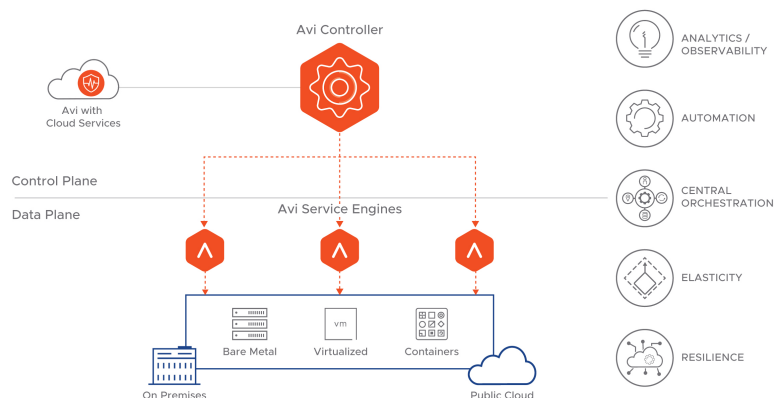 Avi Controller
Avi with
Cloud Services
Control Plane
Data Plane
Avi Service Engines
vm
Bare Metal
Virtualized
Containers
On Premises
Public Cloud
ANALYTICS /
OBSERVABILITY
AUTOMATION
CENTRAL
ORCHESTRATION
ELASTICITY
RESILIENCE